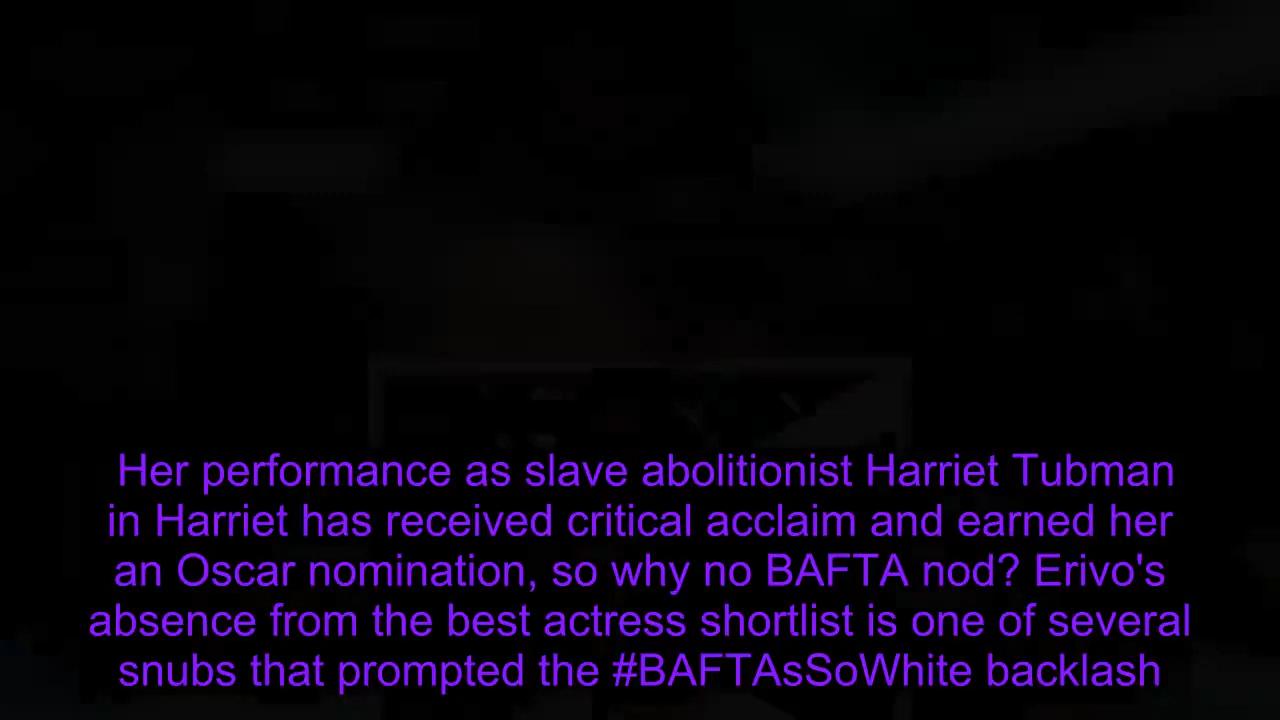 Her performance as slave abolitionist Harriet Tubman
in Harriet has received critical acclaim and earned her
an Oscar nomination, so why no BAFTA nod? Erivo's
absence from the best actress shortlist is one of several
snubs that prompted the #BAFTAsSoWhite backlash